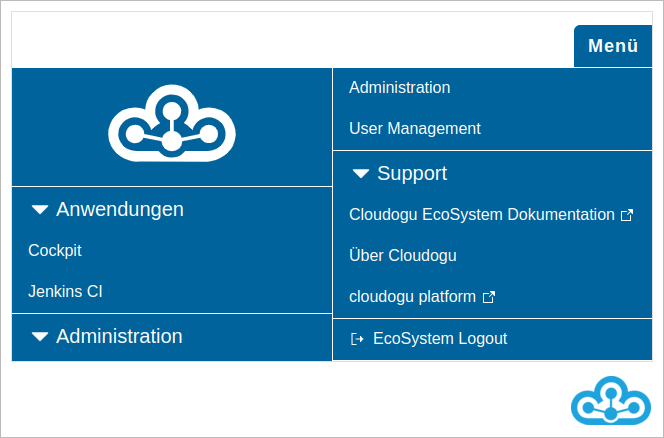 Menü
Anwendungen
Cockpit
Jenkins CI
Administration
Administration
User Management
Support
Cloudogu EcoSystem Dokumentation
Über Cloudogu
cloudogu platform
EcoSystem Logout